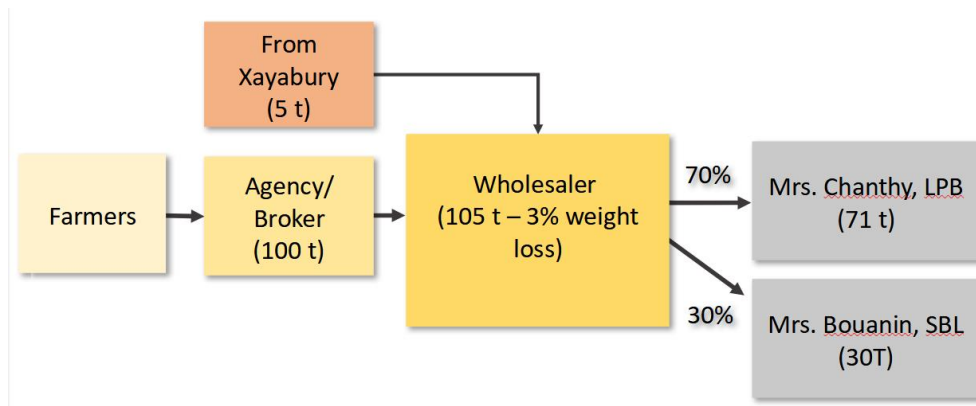 From
Xayabury
(5 t)
Farmers
Agency/
Broker
(100 t)
Wholesaler
(105 t – 3% weight
loss)
70%
Mrs. Chanthy, LPB
(71 t)
30%
Mrs. Bouanin, SBL
(30T)